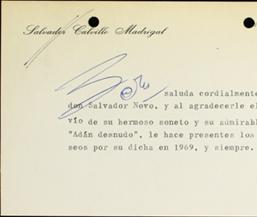 Salvador Calvillo Madrigal
saluda cordialmente
don Salvador Novo, y al agradecerle el
vío de su hermoso soneto y su admirabl
"Adán desnudo", le hace presentes los
seos por su dicha en 1969, y siempre.